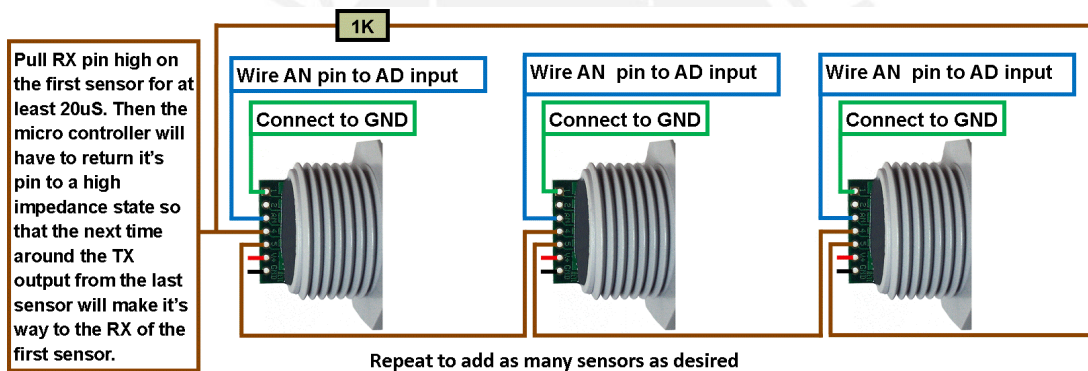 1K
Pull RX pin high on
the first sensor for at
least 20uS. Then the
micro controller will
have to return it's
pin to a high
impedance state so
that the next time
around the TX
output from the last
sensor will make it's
way to the RX of the
first sensor.
Wire AN pin to AD input
Connect to GND
Wire AN  pin to AD input
Connect to GND
Wire AN  pin to AD input
Connect to GND
Repeat to add as many sensors as desired